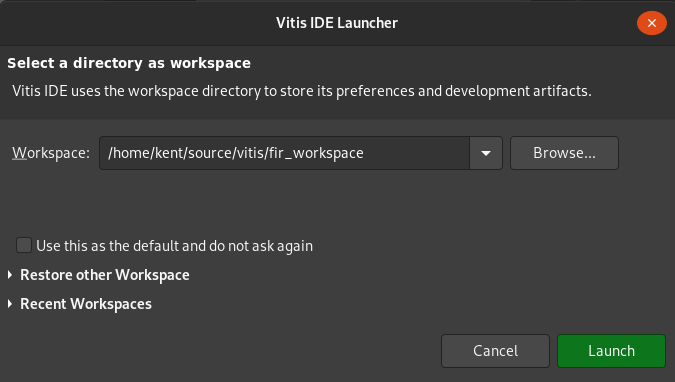 Vitis IDE Launcher
Select a directory as workspace
Vitis IDE uses the workspace directory to store its preferences and development artifacts.
Workspace: /home/kent/source/vitis/fir_workspace Browse...
Use this as the default and do not ask again
Restore other Workspace
Recent Workspaces
Cancel Launch